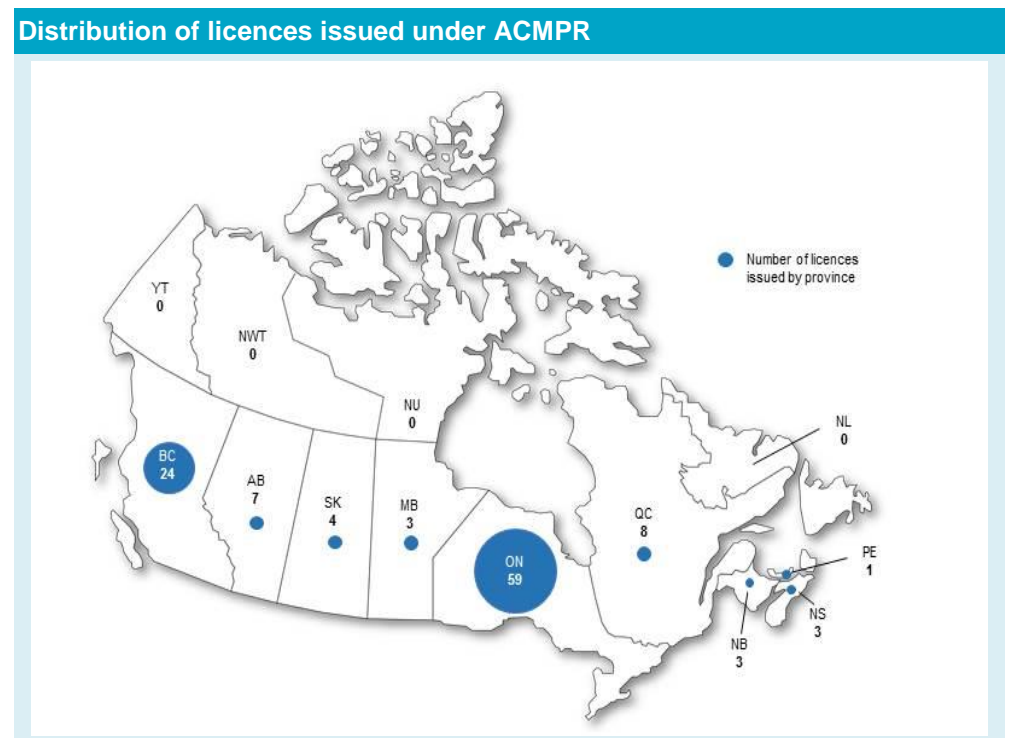 Distribution of licences issued under ACMPR
Number of licences
issued by province
YT
0
NWT
0
NU
0
NL
0
BC
24
AB
7
SK
4
MB
3
ON
59
QC
8
PE
1
NS
3
NB
3